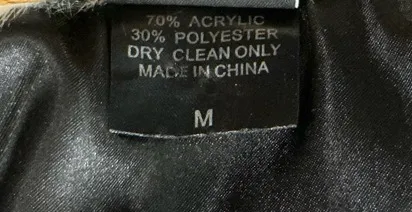 70% ACRYLIC
30% POLYESTER
DRY CLEAN ONLY
MADE IN CHINA
M